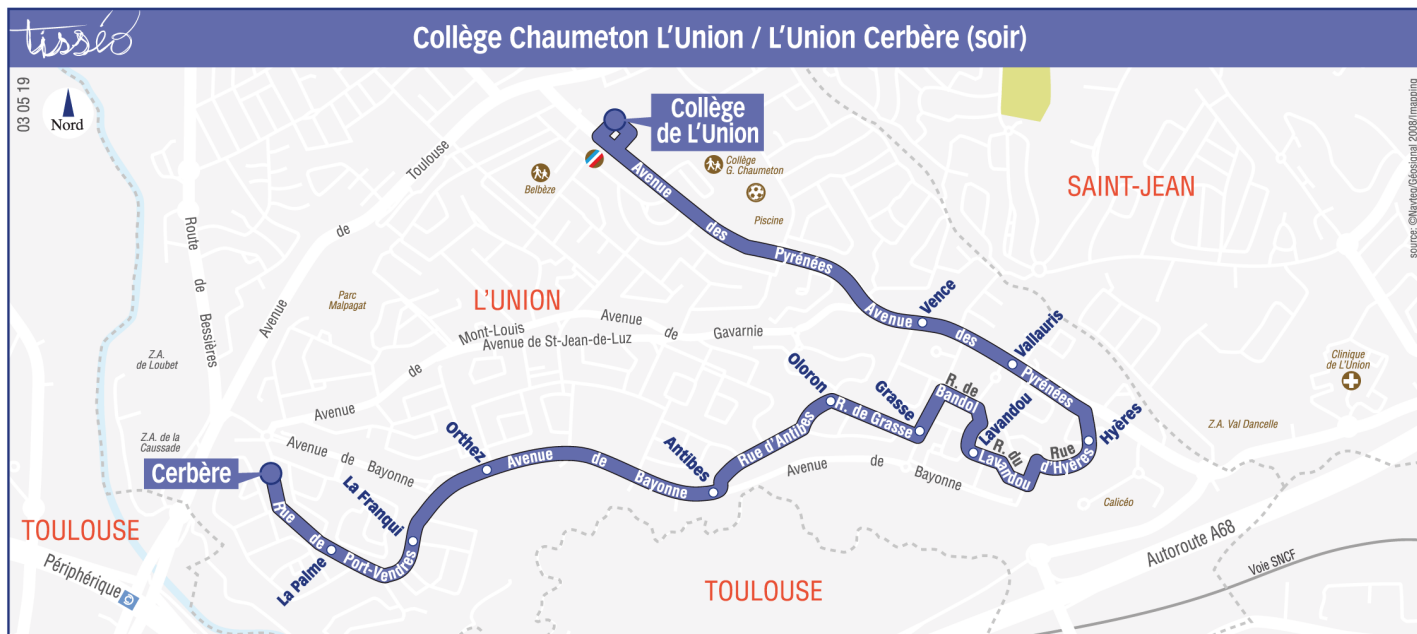 tisséo
Collège Chaumeton L'Union / L'Union Cerbère (soir)
03 05 19
Nord
source: ©Navteq/Géosignal 2008/Imapping
Collège
de L'Union
Collège
G. Chaumeton
Belbèze
Piscine
SAINT-JEAN
Toulouse
de
Avenue
Route
de
Bessières
Avenue
des
Pyrénées
Parc
Malpagat
L'UNION
Avenue
de
Gavarnie
Mont-Louis
Avenue de St-Jean-de-Luz
de
Avenue
Avenue
des
Pyrénées
Vence
Vallauris
Hyères
Z.A.
de Loubet
Clinique
de L'Union
Z.A. Val Dancelle
Z.A. de la
Caussade
Oloron
R. de Grasse
Grasse
R. de
Bandol
Lavandou
R. du
Lavandou
Rue
d'Hyères
Avenue de Bayonne
Orthez
Avenue
de
Bayonne
Antibes
Rue d'Antibes
Avenue
de
Bayonne
Calicéo
Cerbère
Rue
de
Port-Vendres
La Franqui
La Palme
TOULOUSE
Périphérique
TOULOUSE
Autoroute A68
Voie SNCF